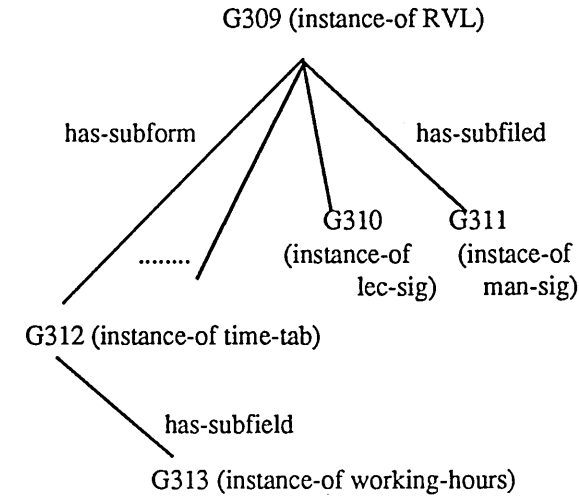 G309 (instance-of RVL)
has-subform
has-subfiled
G310
G311
(instance-of
lec-sig)
(instace-of
man-sig)
.........
G312 (instance-of time-tab)
has-subfield
G313 (instance-of working-hours)